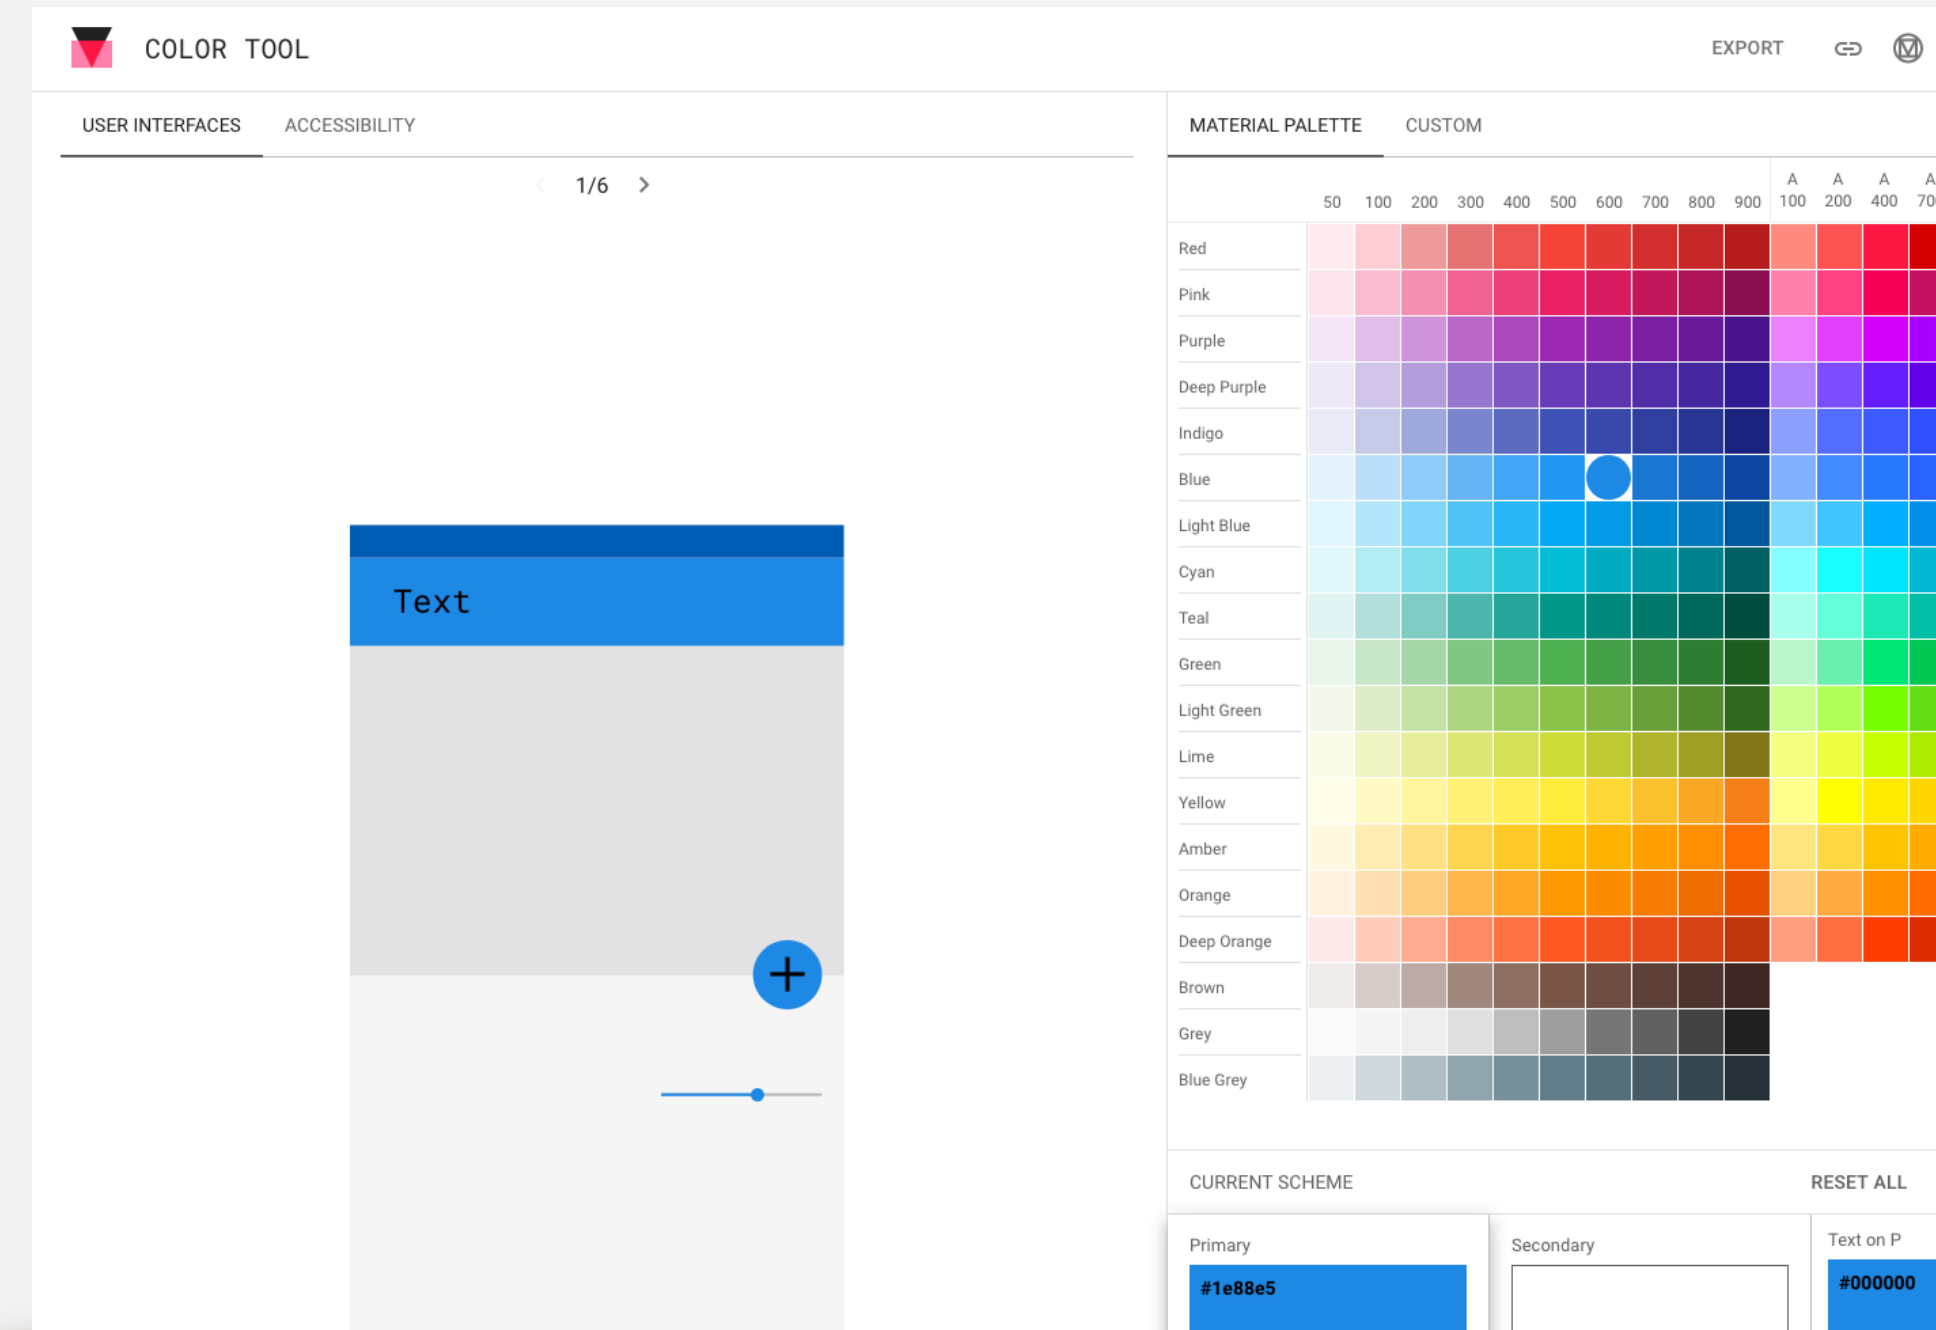 COLOR TOOL
EXPORT
USER INTERFACES ACCESSIBILITY
1/6
Text
MATERIAL PALETTE CUSTOM
50 100 200 300 400 500 600 700 800 900 A 100 A 200 A 400 A
Red
Pink
Purple
Deep Purple
Indigo
Blue
Light Blue
Cyan
Teal
Green
Light Green
Lime
Yellow
Amber
Orange
Deep Orange
Brown
Grey
Blue Grey
CURRENT SCHEME RESET ALL
Primary Secondary Text on P
#1e88e5 #000000